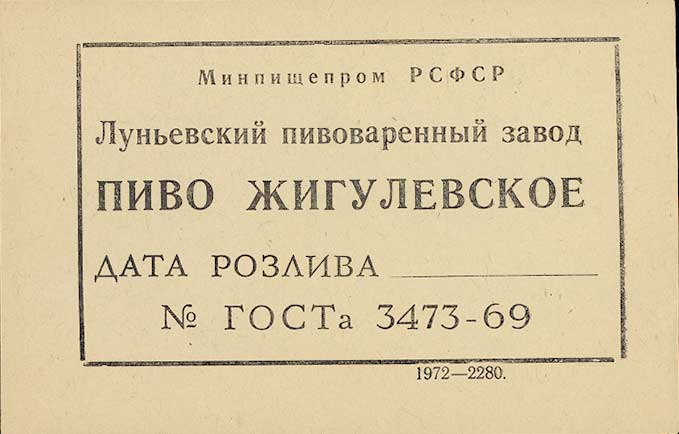 Минпищепром РСФСР
Луньевский пивоваренный завод
ПИВО ЖИГУЛЕВСКОЕ
ДАТА РОЗЛИВА
№ ГОСТа 3473-69
1972—2280.